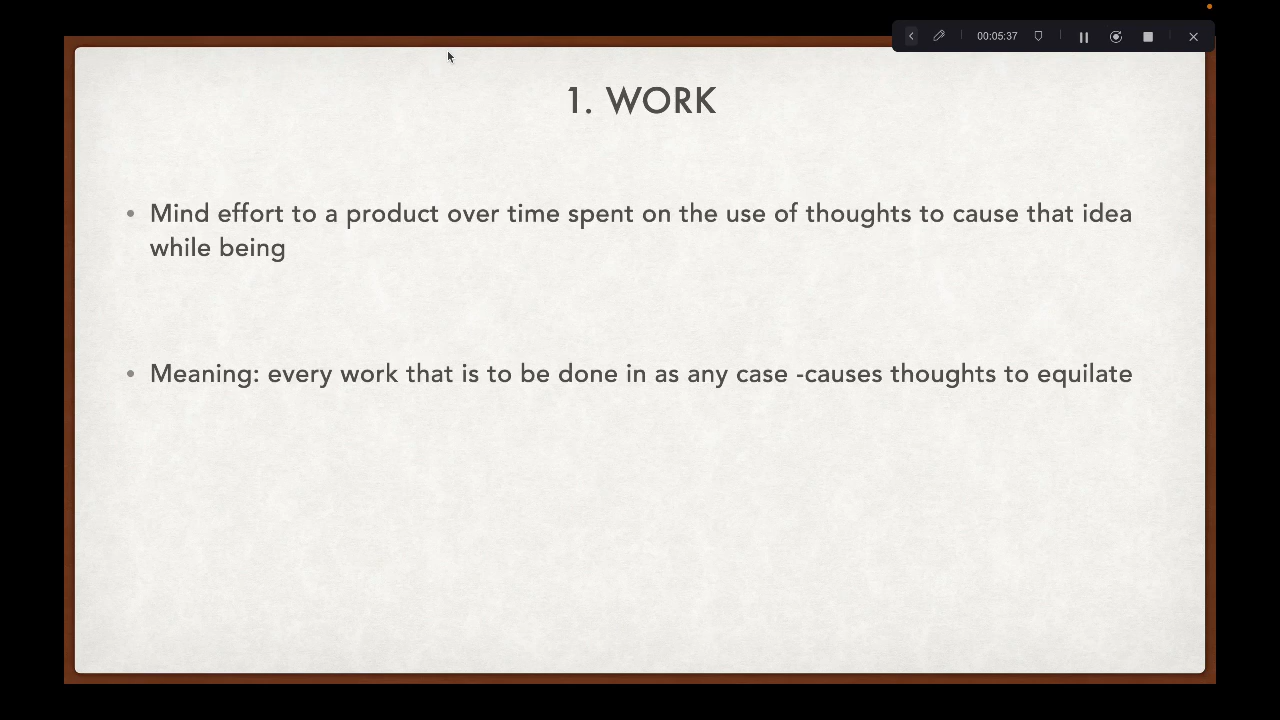 00:05:37
1. WORK
• Mind effort to a product over time spent on the use of thoughts to cause that idea
while being
• Meaning: every work that is to be done in as any case -causes thoughts to equilate